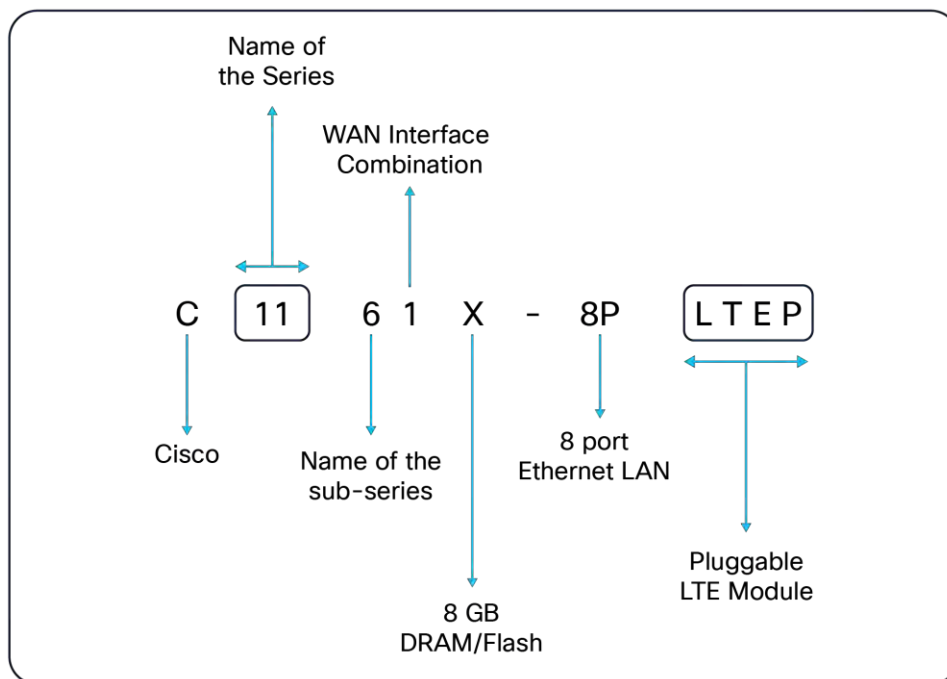 Name of
the Series
WAN Interface
Combination
C 11 6 1 X - 8P LTEP
Cisco
Name of the
sub-series
8 port
Ethernet LAN
Pluggable
LTE Module
8 GB
DRAM/Flash